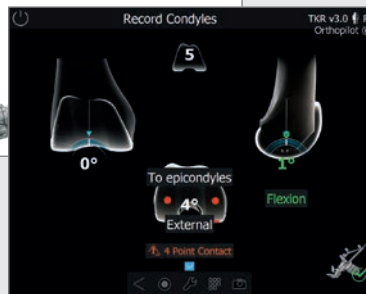 Record Condyles
TKR v3.0
Orthopilot
5
0°
1°
To epicondyles
4°
External
Flexion
4 Point Contact